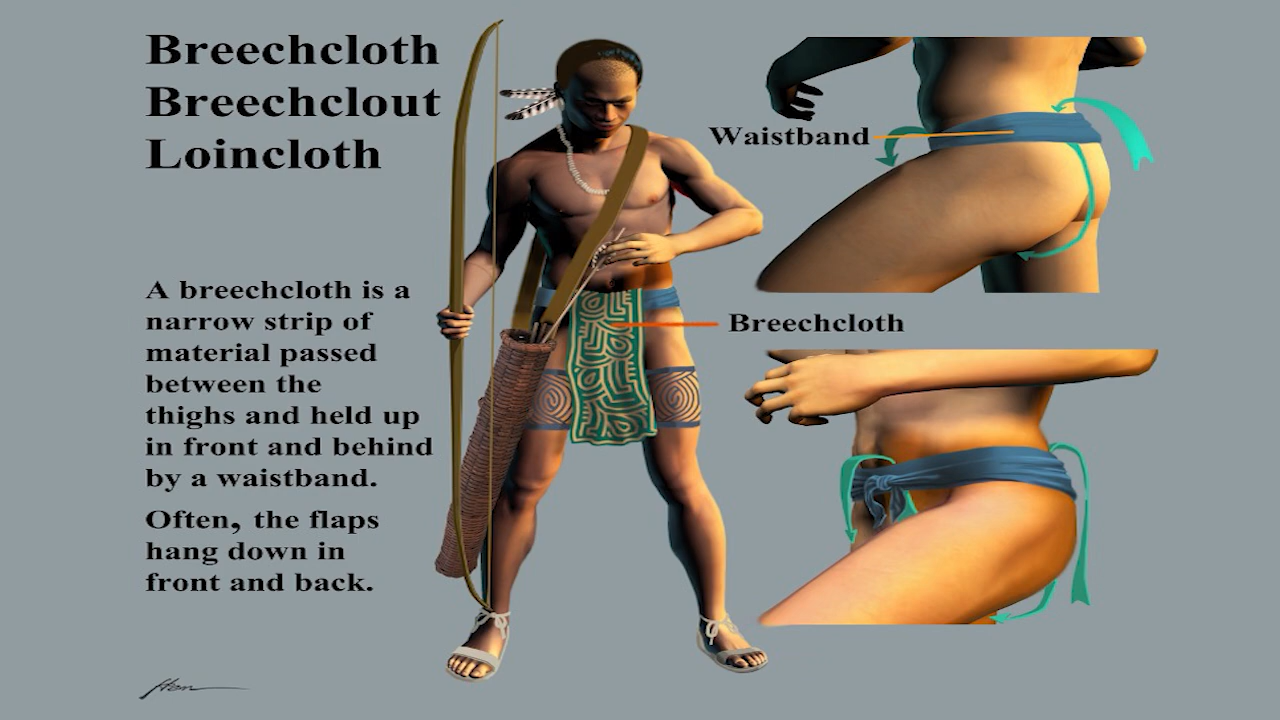 Breechcloth
Breechclout
Loincloth
Waistband
Breechcloth
A breechcloth is a
narrow strip of
material passed
between the
thighs and held up
in front and behind
by a waistband.
Often, the flaps
hang down in
front and back.